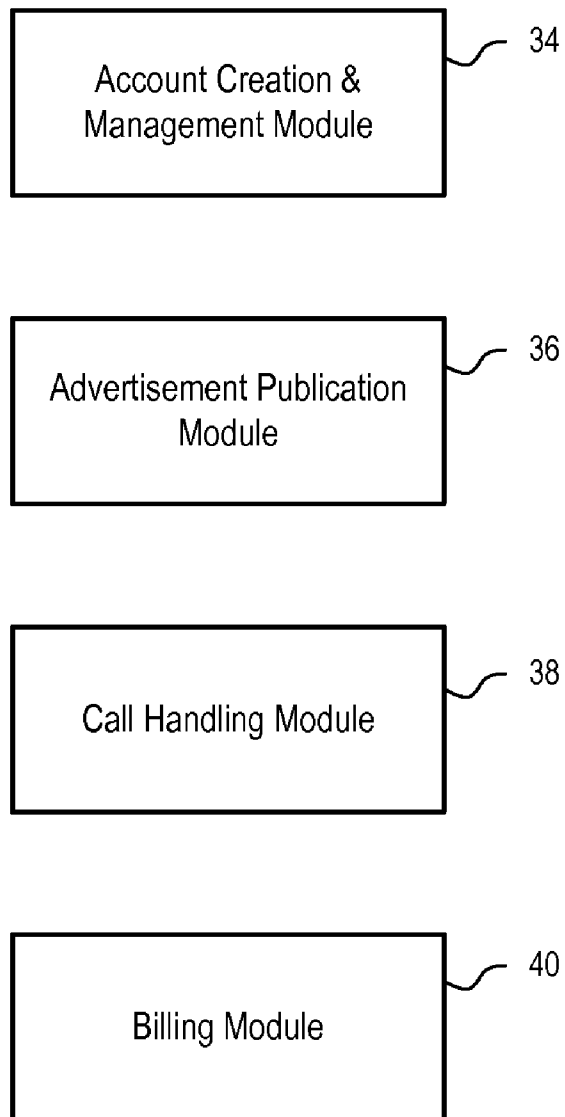 Account Creation &
Management Module
34
Advertisement Publication
Module
36
Call Handling Module
38
Billing Module
40